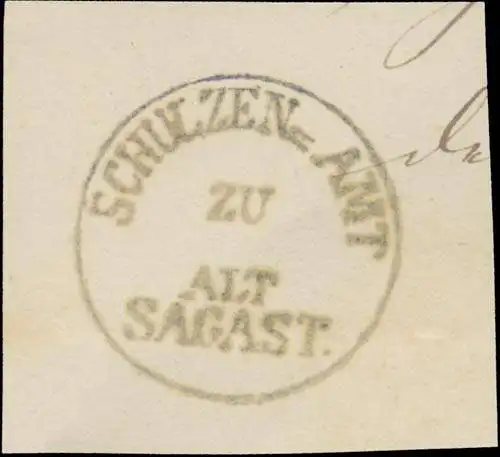 SCHULZEN=AMT
ZU
ALT
SAGAST.